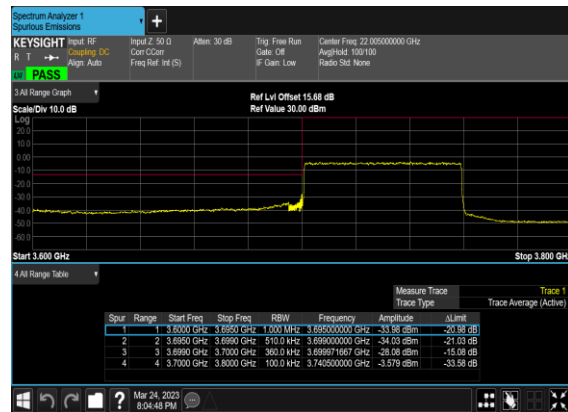 Spectrum Analyzer 1
Spurious Emissions
KEYSIGHT Input: RF Input Z: 50 Ω Atten: 30 dB Trig: Free Run Center Freq: 22.005000000 GHz
R T Coupling: DC Corr CCorr Gate: Off Avg|Hold: 100/100
Align: Auto Freq Ref: Int (S) IF Gain: Low Radio Std: None
PASS
3 All Range Graph
Ref Lvl Offset 15.68 dB
Scale/Div 10.0 dB Ref Value 30.00 dBm
Log
20.0
10.0
0.00
-10.0
-20.0
-30.0
-40.0
-50.0
-60.0
Start 3.600 GHz Stop 3.800 GHz
4 All Range Table
Measure Trace Trace 1
Trace Type Trace Average (Active)
Spur Range Start Freq Stop Freq RBW Frequency Amplitude ΔLimit
1 1 3.6000 GHz 3.6950 GHz 1.000 MHz 3.695000000 GHz -33.98 dBm -20.98 dB
2 2 3.6950 GHz 3.6990 GHz 510.0 kHz 3.699000000 GHz -34.03 dBm -21.03 dB
3 3 3.6990 GHz 3.7000 GHz 360.0 kHz 3.699971667 GHz -28.08 dBm -15.08 dB
4 4 3.7000 GHz 3.8000 GHz 100.0 kHz 3.740500000 GHz -3.579 dBm -33.58 dB
? Mar 24, 2023
8:04:48 PM